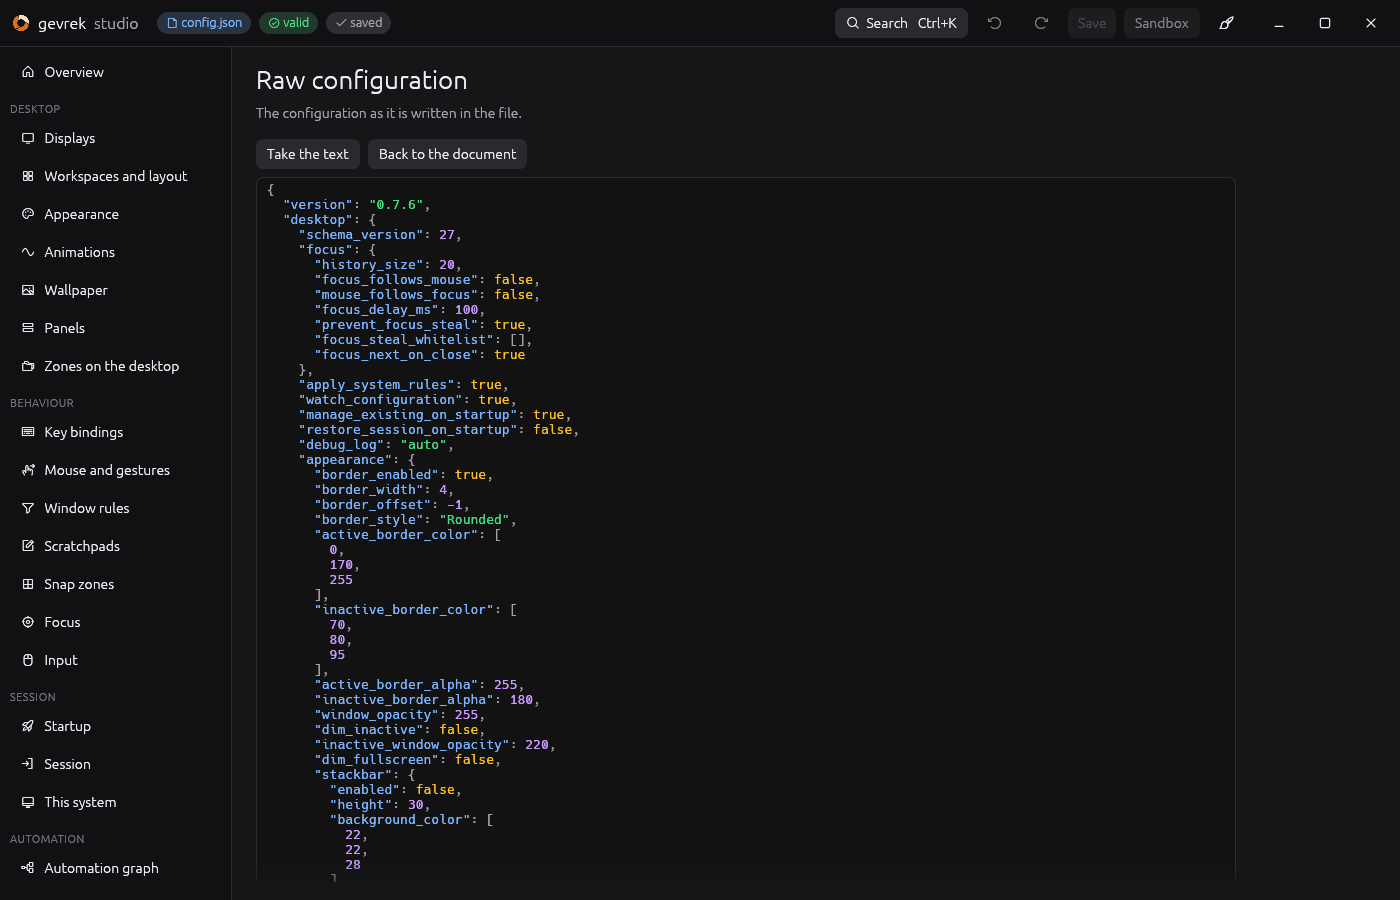 gevrek studio
config.json
valid
saved
Search Ctrl+K
Save
Sandbox
Overview
DESKTOP
Displays
Workspaces and layout
Appearance
Animations
Wallpaper
Panels
Zones on the desktop
BEHAVIOUR
Key bindings
Mouse and gestures
Window rules
Scratchpads
Snap zones
Focus
Input
SESSION
Startup
Session
This system
AUTOMATION
Automation graph
Raw configuration
The configuration as it is written in the file.
Take the text
Back to the document
{
"version": "0.7.6",
"desktop": {
"schema_version": 27,
"focus": {
"history_size": 20,
"focus_follows_mouse": false,
"mouse_follows_focus": false,
"focus_delay_ms": 100,
"prevent_focus_steal": true,
"focus_steal_whitelist": [],
"focus_next_on_close": true
},
"apply_system_rules": true,
"watch_configuration": true,
"manage_existing_on_startup": true,
"restore_session_on_startup": false,
"debug_log": "auto",
"appearance": {
"border_enabled": true,
"border_width": 4,
"border_offset": -1,
"border_style": "Rounded",
"active_border_color": [
0,
170,
255
],
"inactive_border_color": [
70,
80,
95
],
"active_border_alpha": 255,
"inactive_border_alpha": 180,
"window_opacity": 255,
"dim_inactive": false,
"inactive_window_opacity": 220,
"dim_fullscreen": false,
"stackbar": {
"enabled": false,
"height": 30,
"background_color": [
22,
22,
28
]